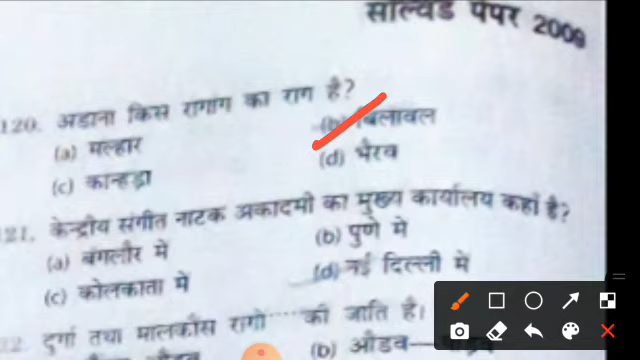 साल्वड पेपर 2009
120. अडाना किस रागांग का राग है?
(a) मल्हार (b) बिलावल
(c) कान्हड़ा (d) भैरव
121. केन्द्रीय संगीत नाटक अकादमी का मुख्य कार्यालय कहाँ है?
(a) बंगलौर में (b) पुणे में
(c) कोलकाता में (d) नई दिल्ली में
दुर्गा तथा मालकौंस रागों ····· की जाति है।
(b) औडव—